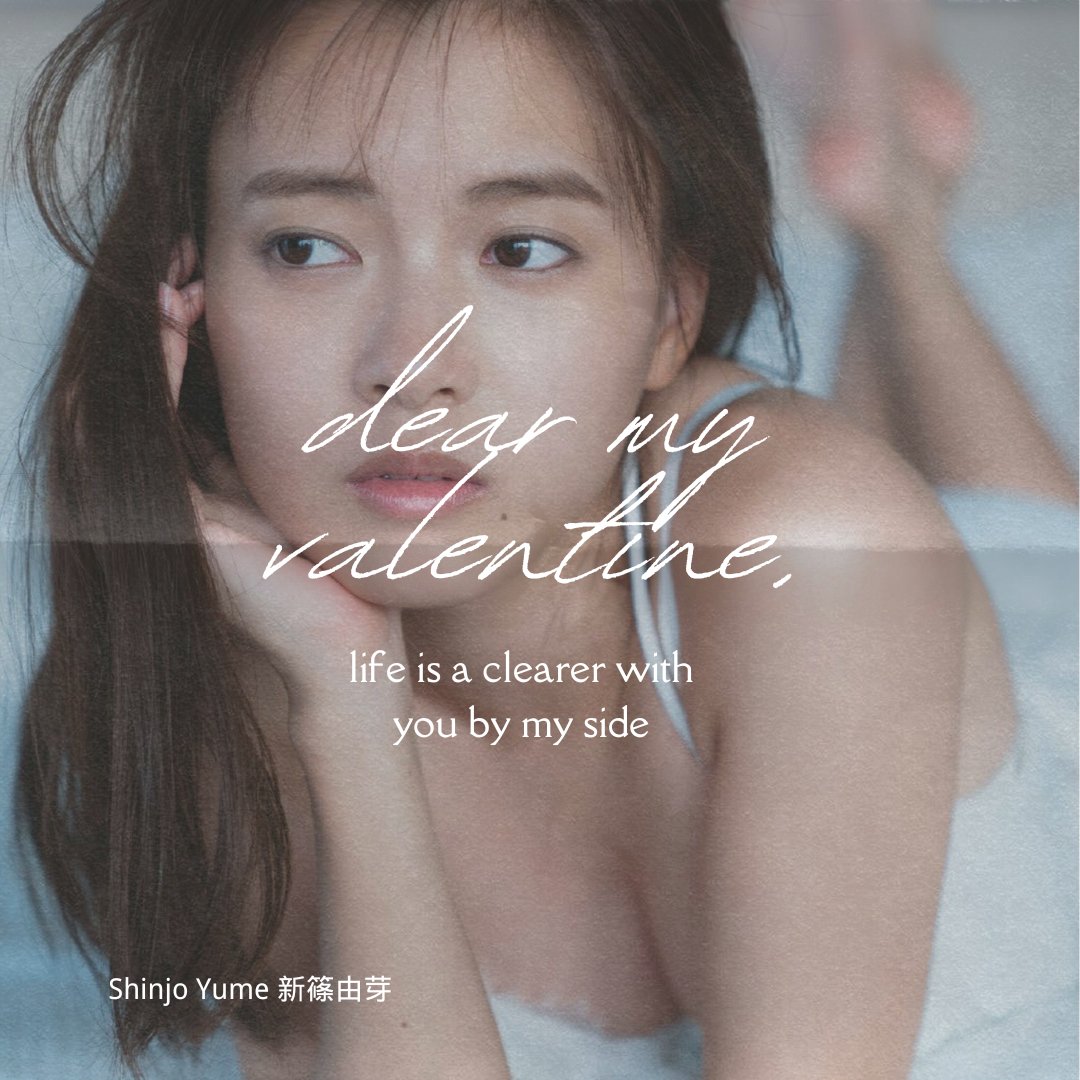 dear my
valentine,
life is a clearer with
you by my side
Shinjo Yume 新篠由芽